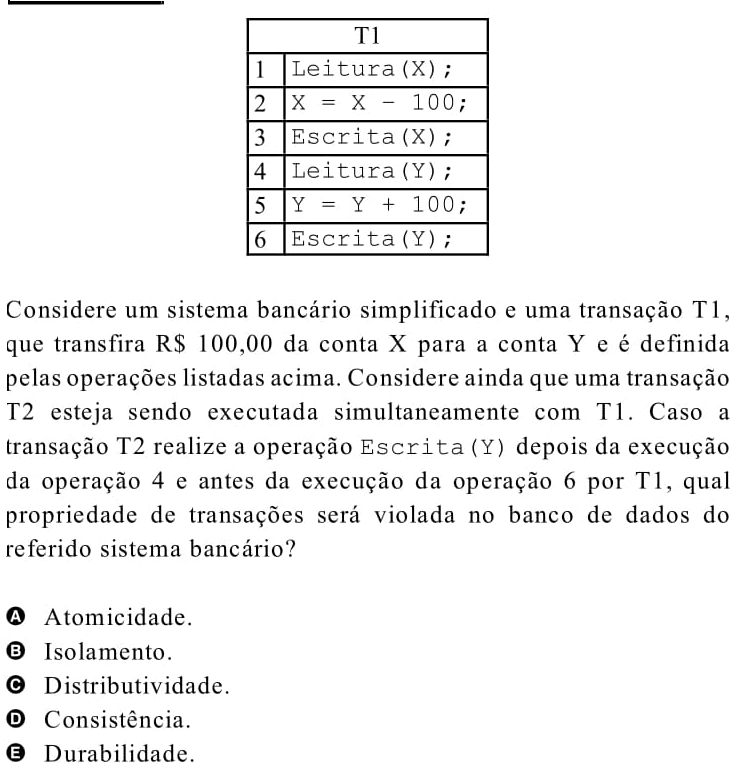 T1
1 Leitura(X);
2 X = X - 100;
3 Escrita(X);
4 Leitura(Y);
5 Y = Y + 100;
6 Escrita(Y);
Considere um sistema bancário simplificado e uma transação T1,
que transfira R$ 100,00 da conta X para a conta Y e é definida
pelas operações listadas acima. Considere ainda que uma transação
T2 esteja sendo executada simultaneamente com T1. Caso a
transação T2 realize a operação Escrita(Y) depois da execução
da operação 4 e antes da execução da operação 6 por T1, qual
propriedade de transações será violada no banco de dados do
referido sistema bancário?
A Atomicidade.
B Isolamento.
C Distributividade.
D Consistência.
E Durabilidade.